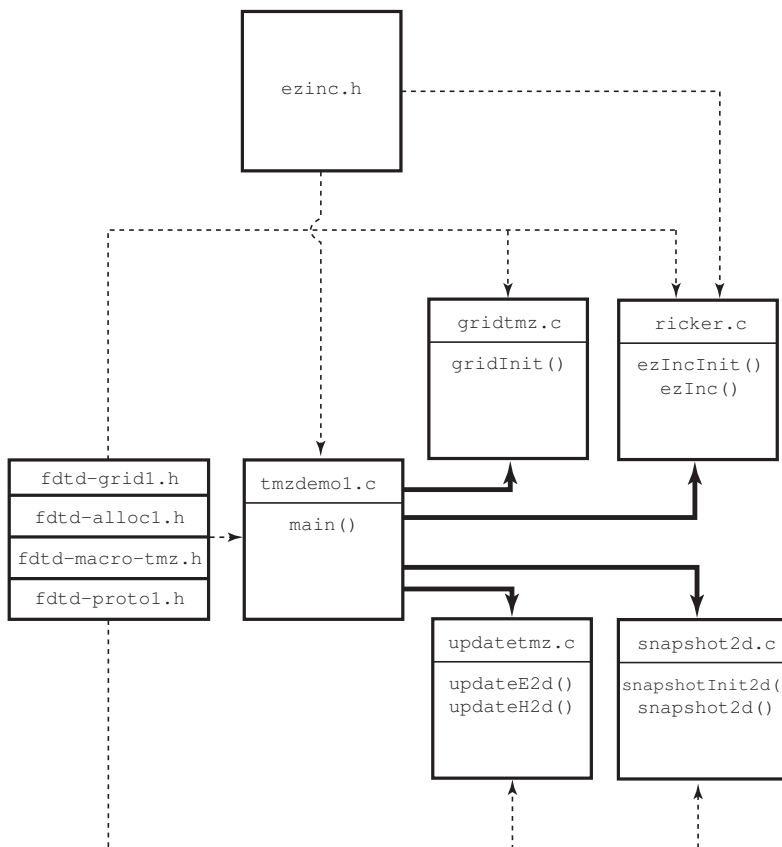 ezinc.h
gridtmz.c
gridInit()
ricker.c
ezIncInit()
ezInc()
fdtd-grid1.h
fdtd-alloc1.h
fdtd-macro-tmz.h
fdtd-proto1.h
tmzdemo1.c
main()
updatetmz.c
updateE2d()
updateH2d()
snapshot2d.c
snapshotInit2d(
snapshot2d()